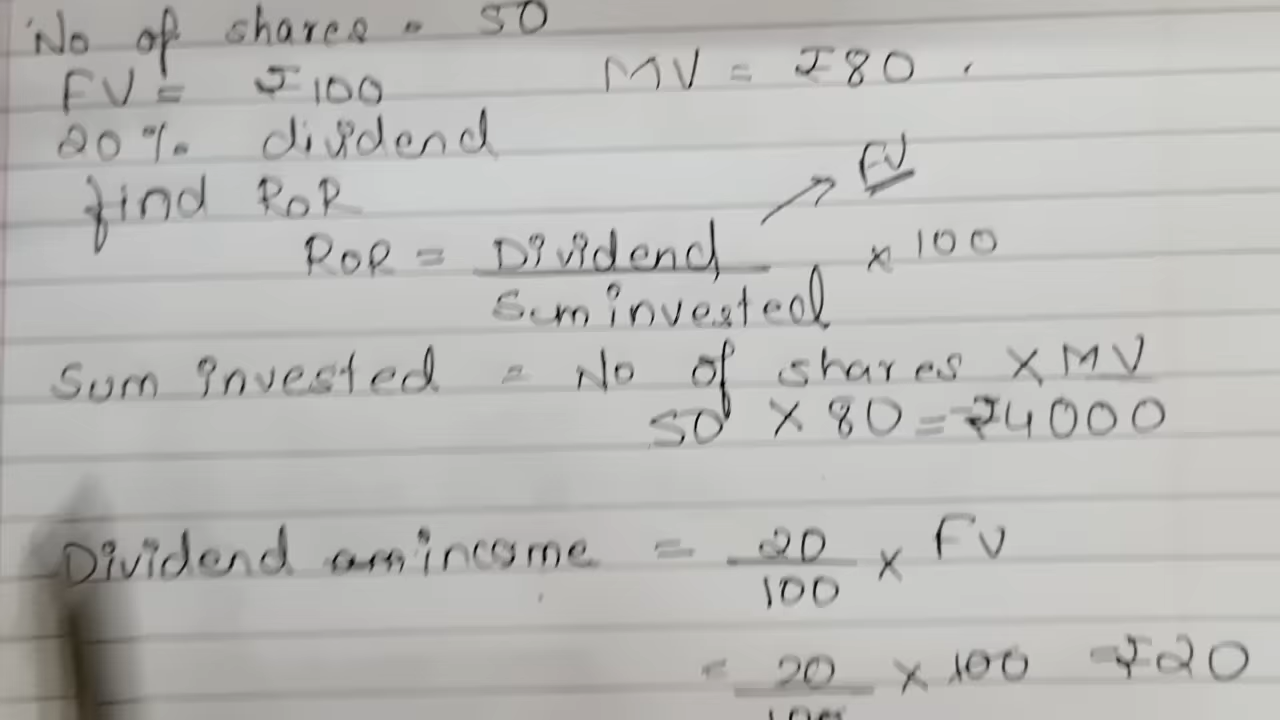 No of shares = 50
FV = ₹100 MV = ₹80.
20% dividend
find ROR
FV
ROR = Dividend / Sum invested × 100
Sum invested = No of shares × MV
50 × 80 = ₹4000
Dividend am income = 20/100 × FV
= 20/100 × 100 = ₹20